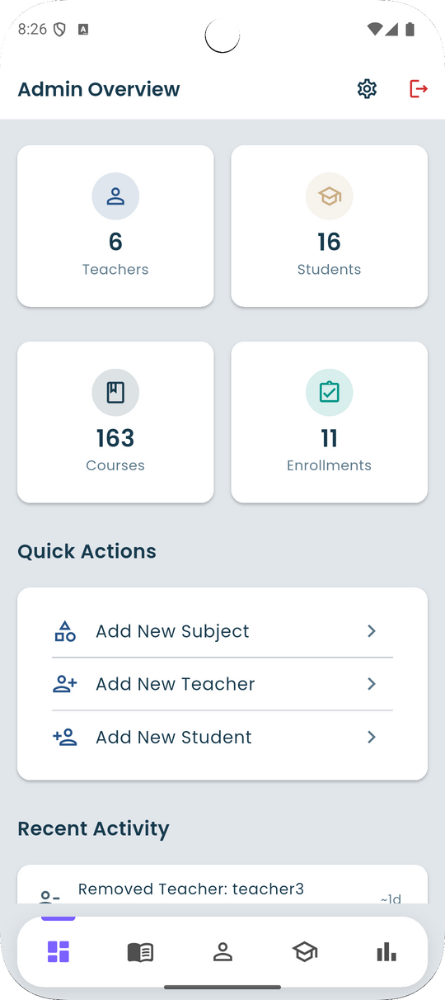 8:26
Admin Overview
6
Teachers
16
Students
163
Courses
11
Enrollments
Quick Actions
Add New Subject
Add New Teacher
Add New Student
Recent Activity
Removed Teacher: teacher3
~1d